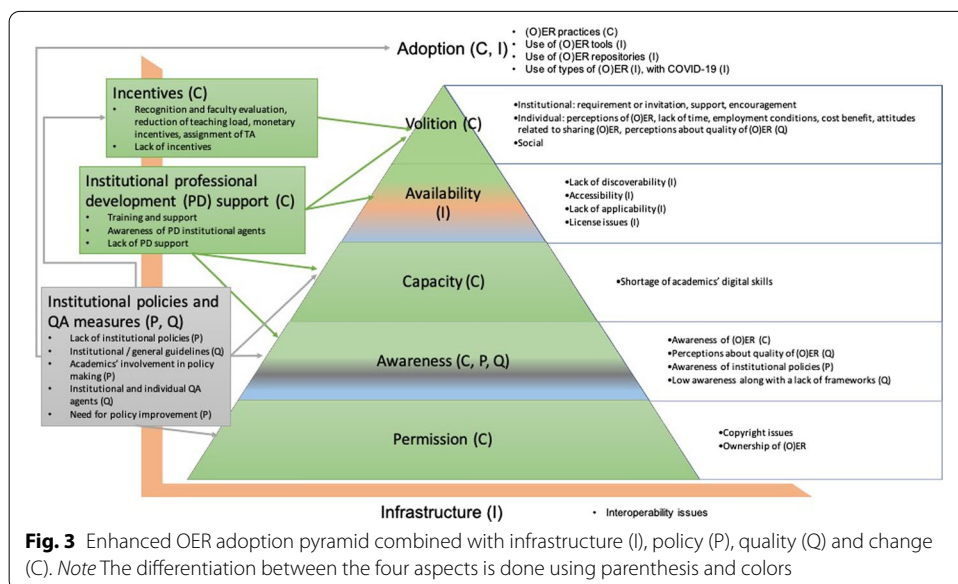 Adoption (C, I)
• (O)ER practices (C)
• Use of (O)ER tools (I)
• Use of (O)ER repositories (I)
• Use of types of (O)ER (I), with COVID-19 (I)
Incentives (C)
• Recognition and faculty evaluation,
reduction of teaching load, monetary
incentives, assignment of TA
• Lack of incentives
Institutional professional
development (PD) support (C)
• Training and support
• Awareness of PD institutional agents
• Lack of PD support
Institutional policies and
QA measures (P, Q)
• Lack of institutional policies (P)
• Institutional / general guidelines (Q)
• Academics' involvement in policy
making (P)
• Institutional and individual QA
agents (Q)
• Need for policy improvement (P)
Volition (C)
•Institutional: requirement or invitation, support, encouragement
•Individual: perceptions of (O)ER, lack of time, employment conditions, cost benefit, attitudes
related to sharing (O)ER, perceptions about quality of (O)ER (Q)
•Social
Availability
(I)
•Lack of discoverability (I)
•Accessibility (I)
•Lack of applicability (I)
•License issues (I)
Capacity (C)
•Shortage of academics' digital skills
Awareness (C, P, Q)
•Awareness of (O)ER (C)
•Perceptions about quality of (O)ER (Q)
•Awareness of institutional policies (P)
•Low awareness along with a lack of frameworks (Q)
Permission (C)
•Copyright issues
•Ownership of (O)ER
Infrastructure (I)
• Interoperability issues
Fig. 3 Enhanced OER adoption pyramid combined with infrastructure (I), policy (P), quality (Q) and change
(C). Note The differentiation between the four aspects is done using parenthesis and colors